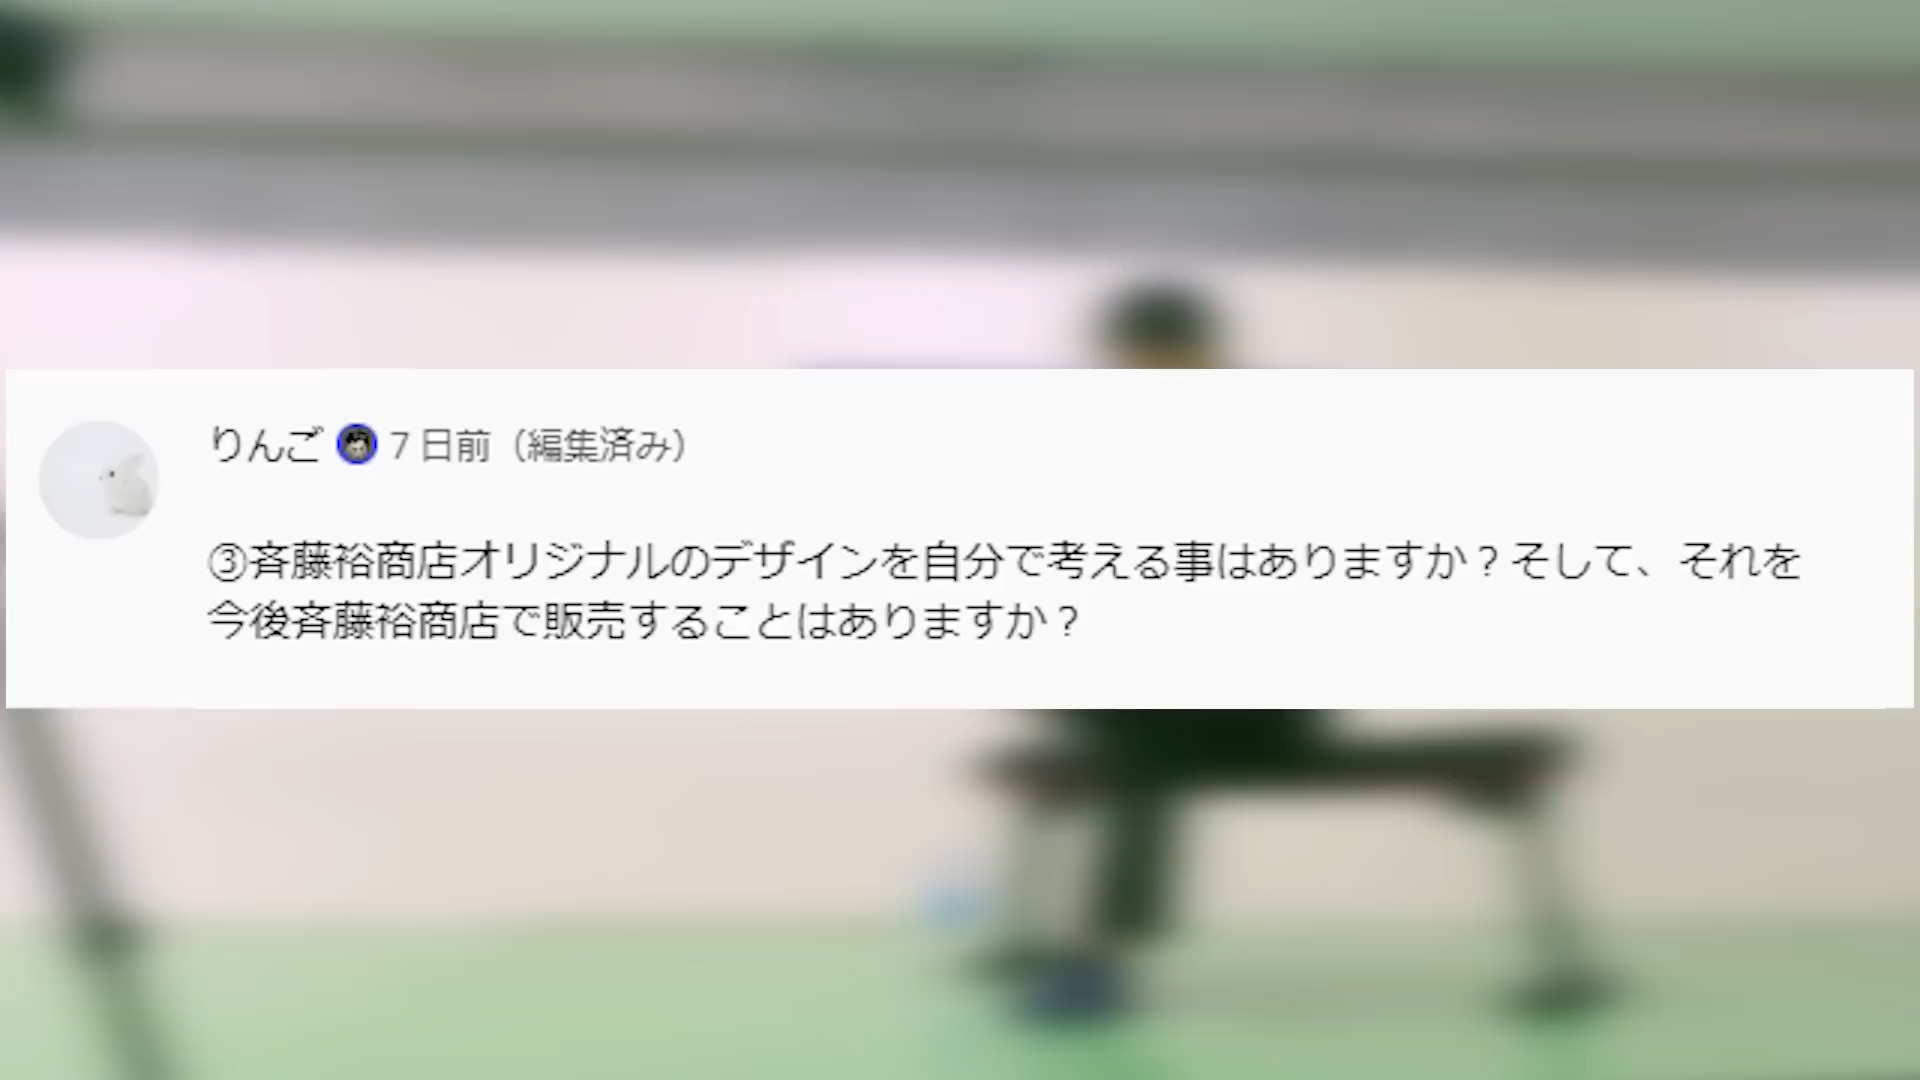 りんご 7 日前（編集済み）
③斉藤裕商店オリジナルのデザインを自分で考える事はありますか？そして、それを
今後斉藤裕商店で販売することはありますか？